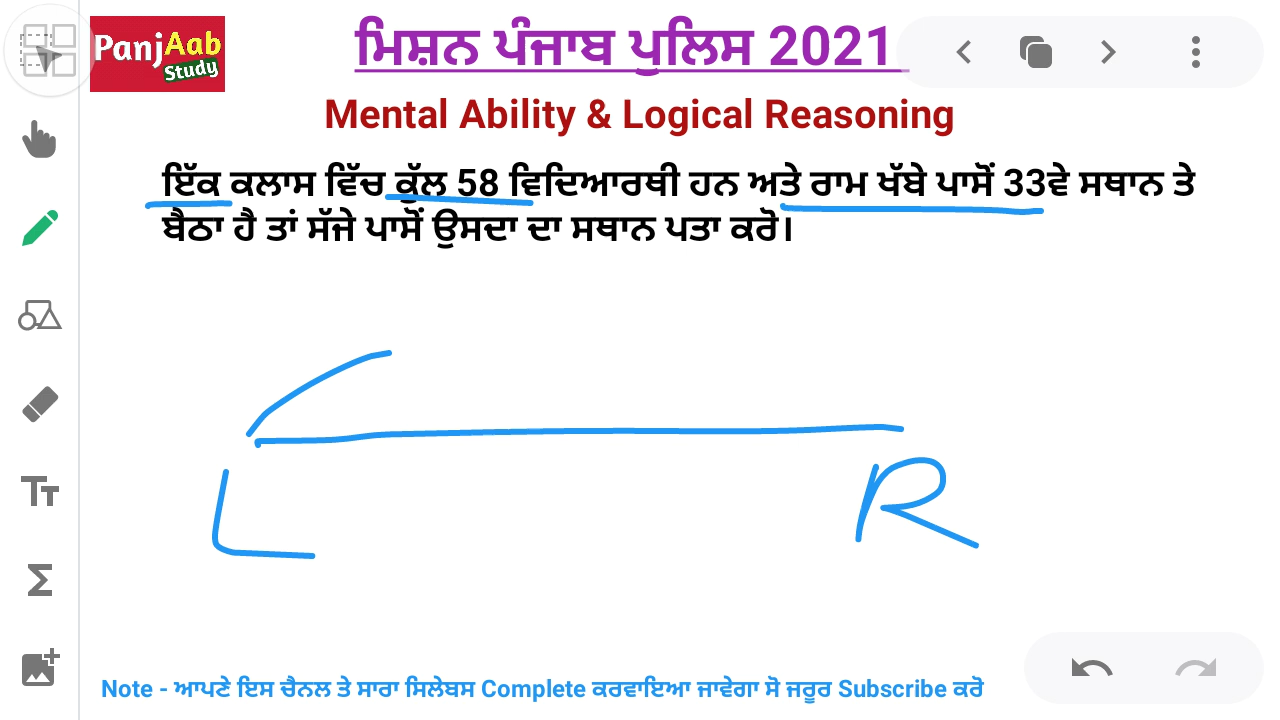 PanjAab
Study
ਮਿਸ਼ਨ ਪੰਜਾਬ ਪੁਲਿਸ 2021
Mental Ability & Logical Reasoning
ਇੱਕ ਕਲਾਸ ਵਿੱਚ ਕੁੱਲ 58 ਵਿਦਿਆਰਥੀ ਹਨ ਅਤੇ ਰਾਮ ਖੱਬੇ ਪਾਸੋਂ 33ਵੇ ਸਥਾਨ ਤੇ
ਬੈਠਾ ਹੈ ਤਾਂ ਸੱਜੇ ਪਾਸੋਂ ਉਸਦਾ ਦਾ ਸਥਾਨ ਪਤਾ ਕਰੋ।
L R
Tт
Σ
Note - ਆਪਣੇ ਇਸ ਚੈਨਲ ਤੇ ਸਾਰਾ ਸਿਲੇਬਸ Complete ਕਰਵਾਇਆ ਜਾਵੇਗਾ ਸੋ ਜਰੂਰ Subscribe ਕਰੋ